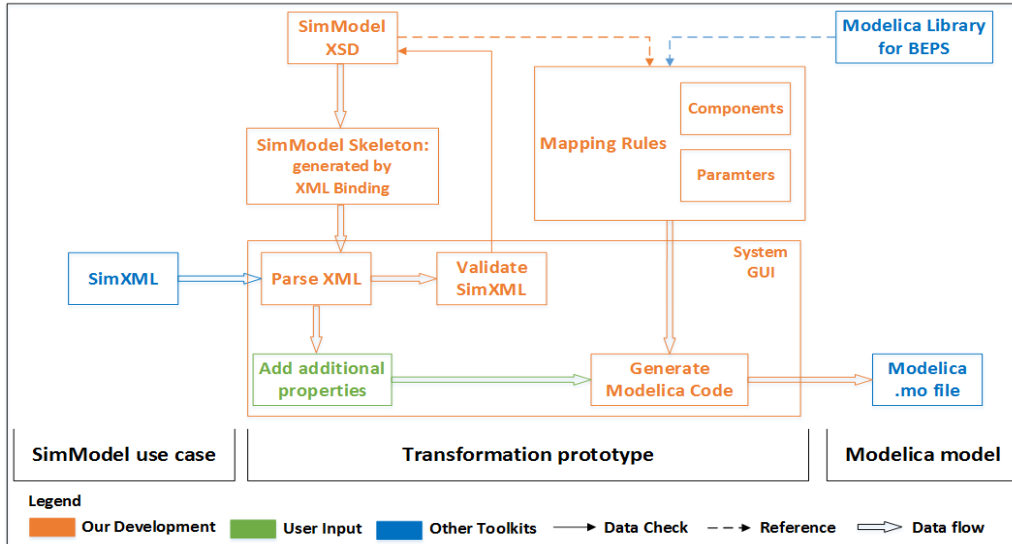 SimModel
XSD
Modelica Library
for BEPS
Components
Mapping Rules
Paramters
SimModel Skeleton:
generated by
XML Binding
System
GUI
SimXML
Parse XML
Validate
SimXML
Add additional
properties
Generate
Modelica Code
Modelica
.mo file
SimModel use case
Transformation prototype
Modelica model
Legend
Our Development
User Input
Other Toolkits
Data Check
Reference
Data flow